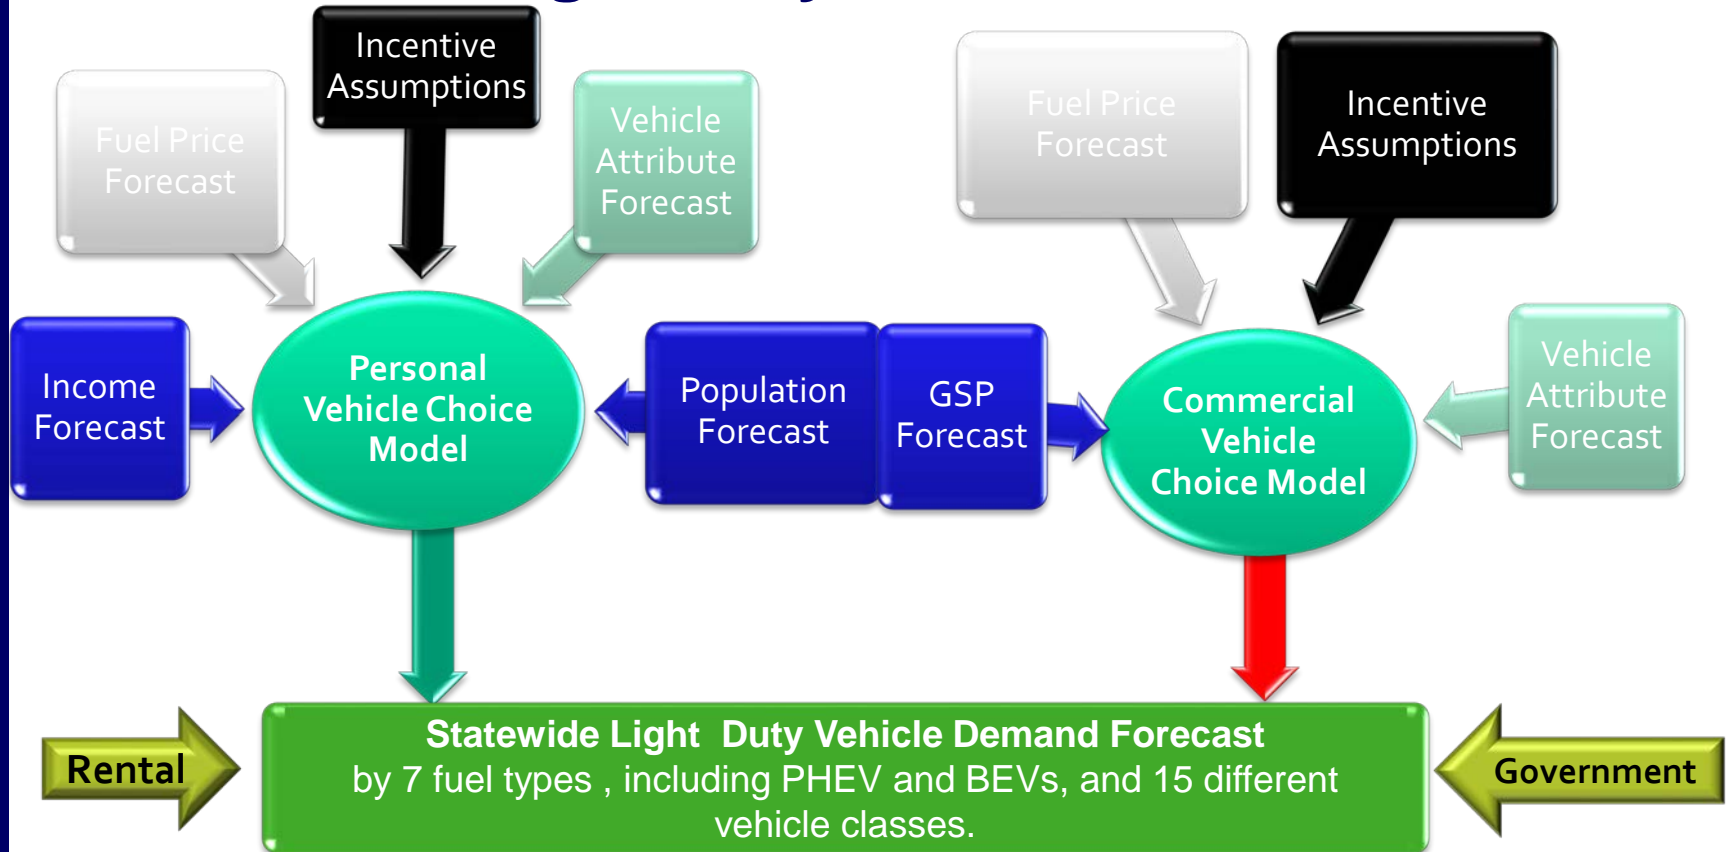 Incentive
Assumptions
Fuel Price
Forecast
Vehicle
Attribute
Forecast
Fuel Price
Forecast
Incentive
Assumptions
Income
Forecast
Personal
Vehicle Choice
Model
Population
Forecast
GSP
Forecast
Commercial
Vehicle
Choice Model
Vehicle
Attribute
Forecast
Rental
Statewide Light  Duty Vehicle Demand Forecast
by 7 fuel types , including PHEV and BEVs, and 15 different
vehicle classes.
Government